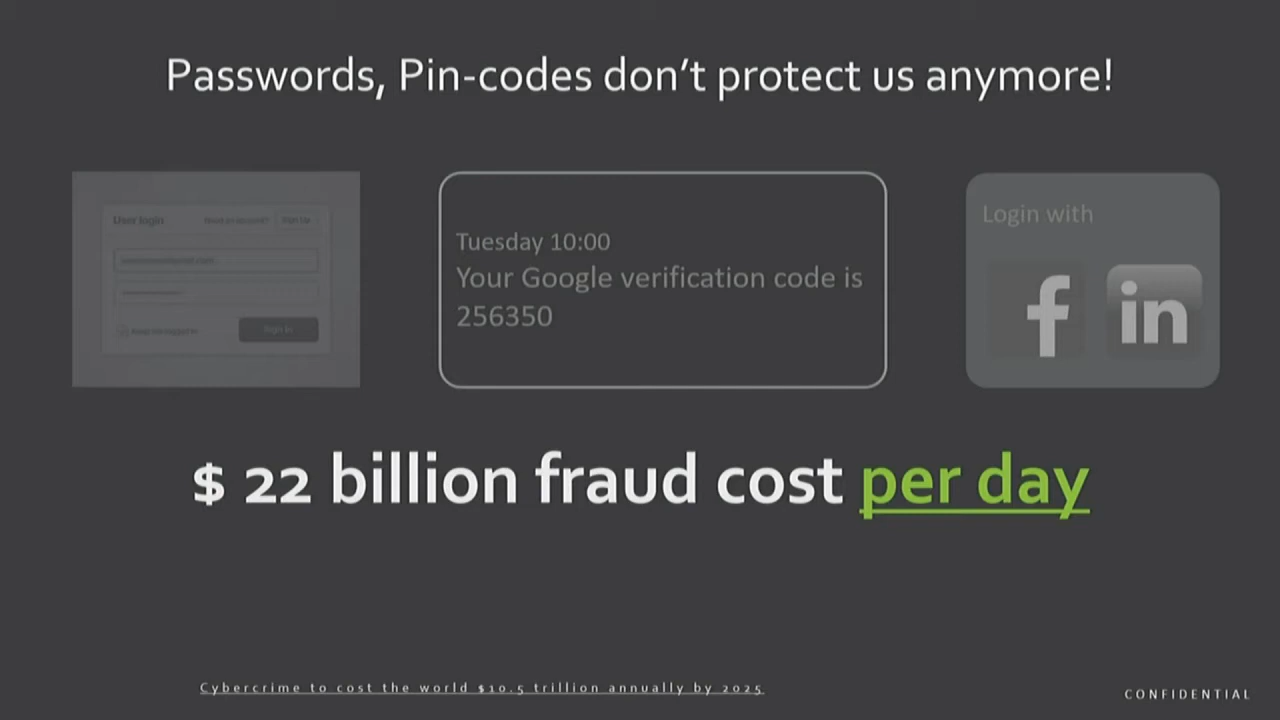 Passwords, Pin-codes don’t protect us anymore!
User login
Sign Up
Sign In
Tuesday 10:00
Your Google verification code is
256350
Login with
f
in
$ 22 billion fraud cost per day
Cybercrime to cost the world $10.5 trillion annually by 2025
CONFIDENTIAL